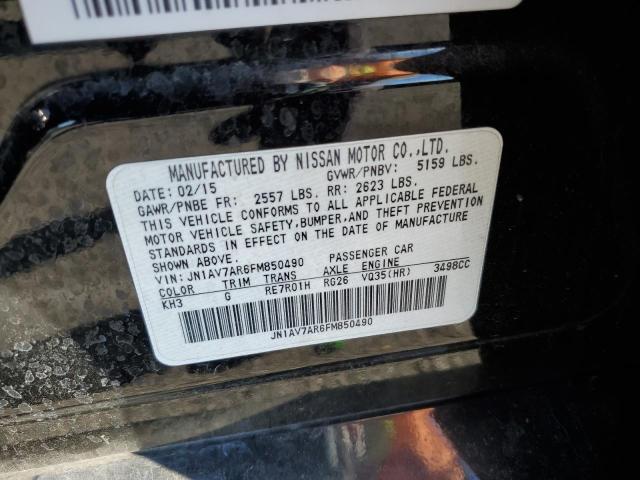 MANUFACTURED BY NISSAN MOTOR CO.,LTD.
DATE: 02/15 GVWR/PNBV: 5159 LBS.
GAWR/PNBE FR: 2557 LBS. RR: 2623 LBS.
THIS VEHICLE CONFORMS TO ALL APPLICABLE FEDERAL
MOTOR VEHICLE SAFETY,BUMPER,AND THEFT PREVENTION
STANDARDS IN EFFECT ON THE DATE OF MANUFACTURE
SHOWN ABOVE.
VIN: JN1AV7AR6FM850490 PASSENGER CAR
COLOR TRIM TRANS AXLE ENGINE
KH3 G RE7R01H RG26 VQ35(HR) 3498CC
JN1AV7AR6FM850490